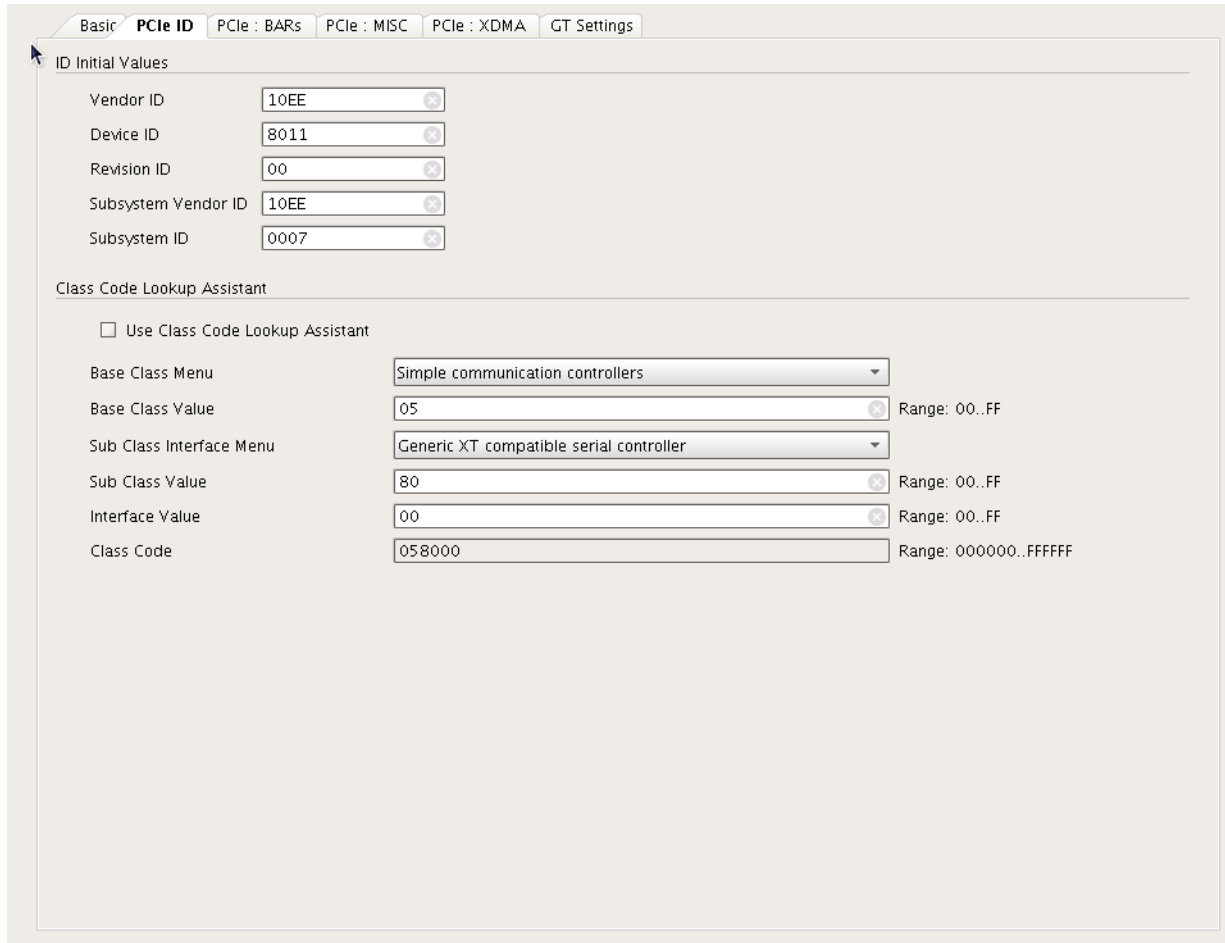 Basic PCIe ID PCIe : BARs PCIe : MISC PCIe : XDMA GT Settings
ID Initial Values
Vendor ID 10EE
Device ID 8011
Revision ID 00
Subsystem Vendor ID 10EE
Subsystem ID 0007
Class Code Lookup Assistant
Use Class Code Lookup Assistant
Base Class Menu Simple communication controllers
Base Class Value 05 Range: 00..FF
Sub Class Interface Menu Generic XT compatible serial controller
Sub Class Value 80 Range: 00..FF
Interface Value 00 Range: 00..FF
Class Code 058000 Range: 000000..FFFFFF